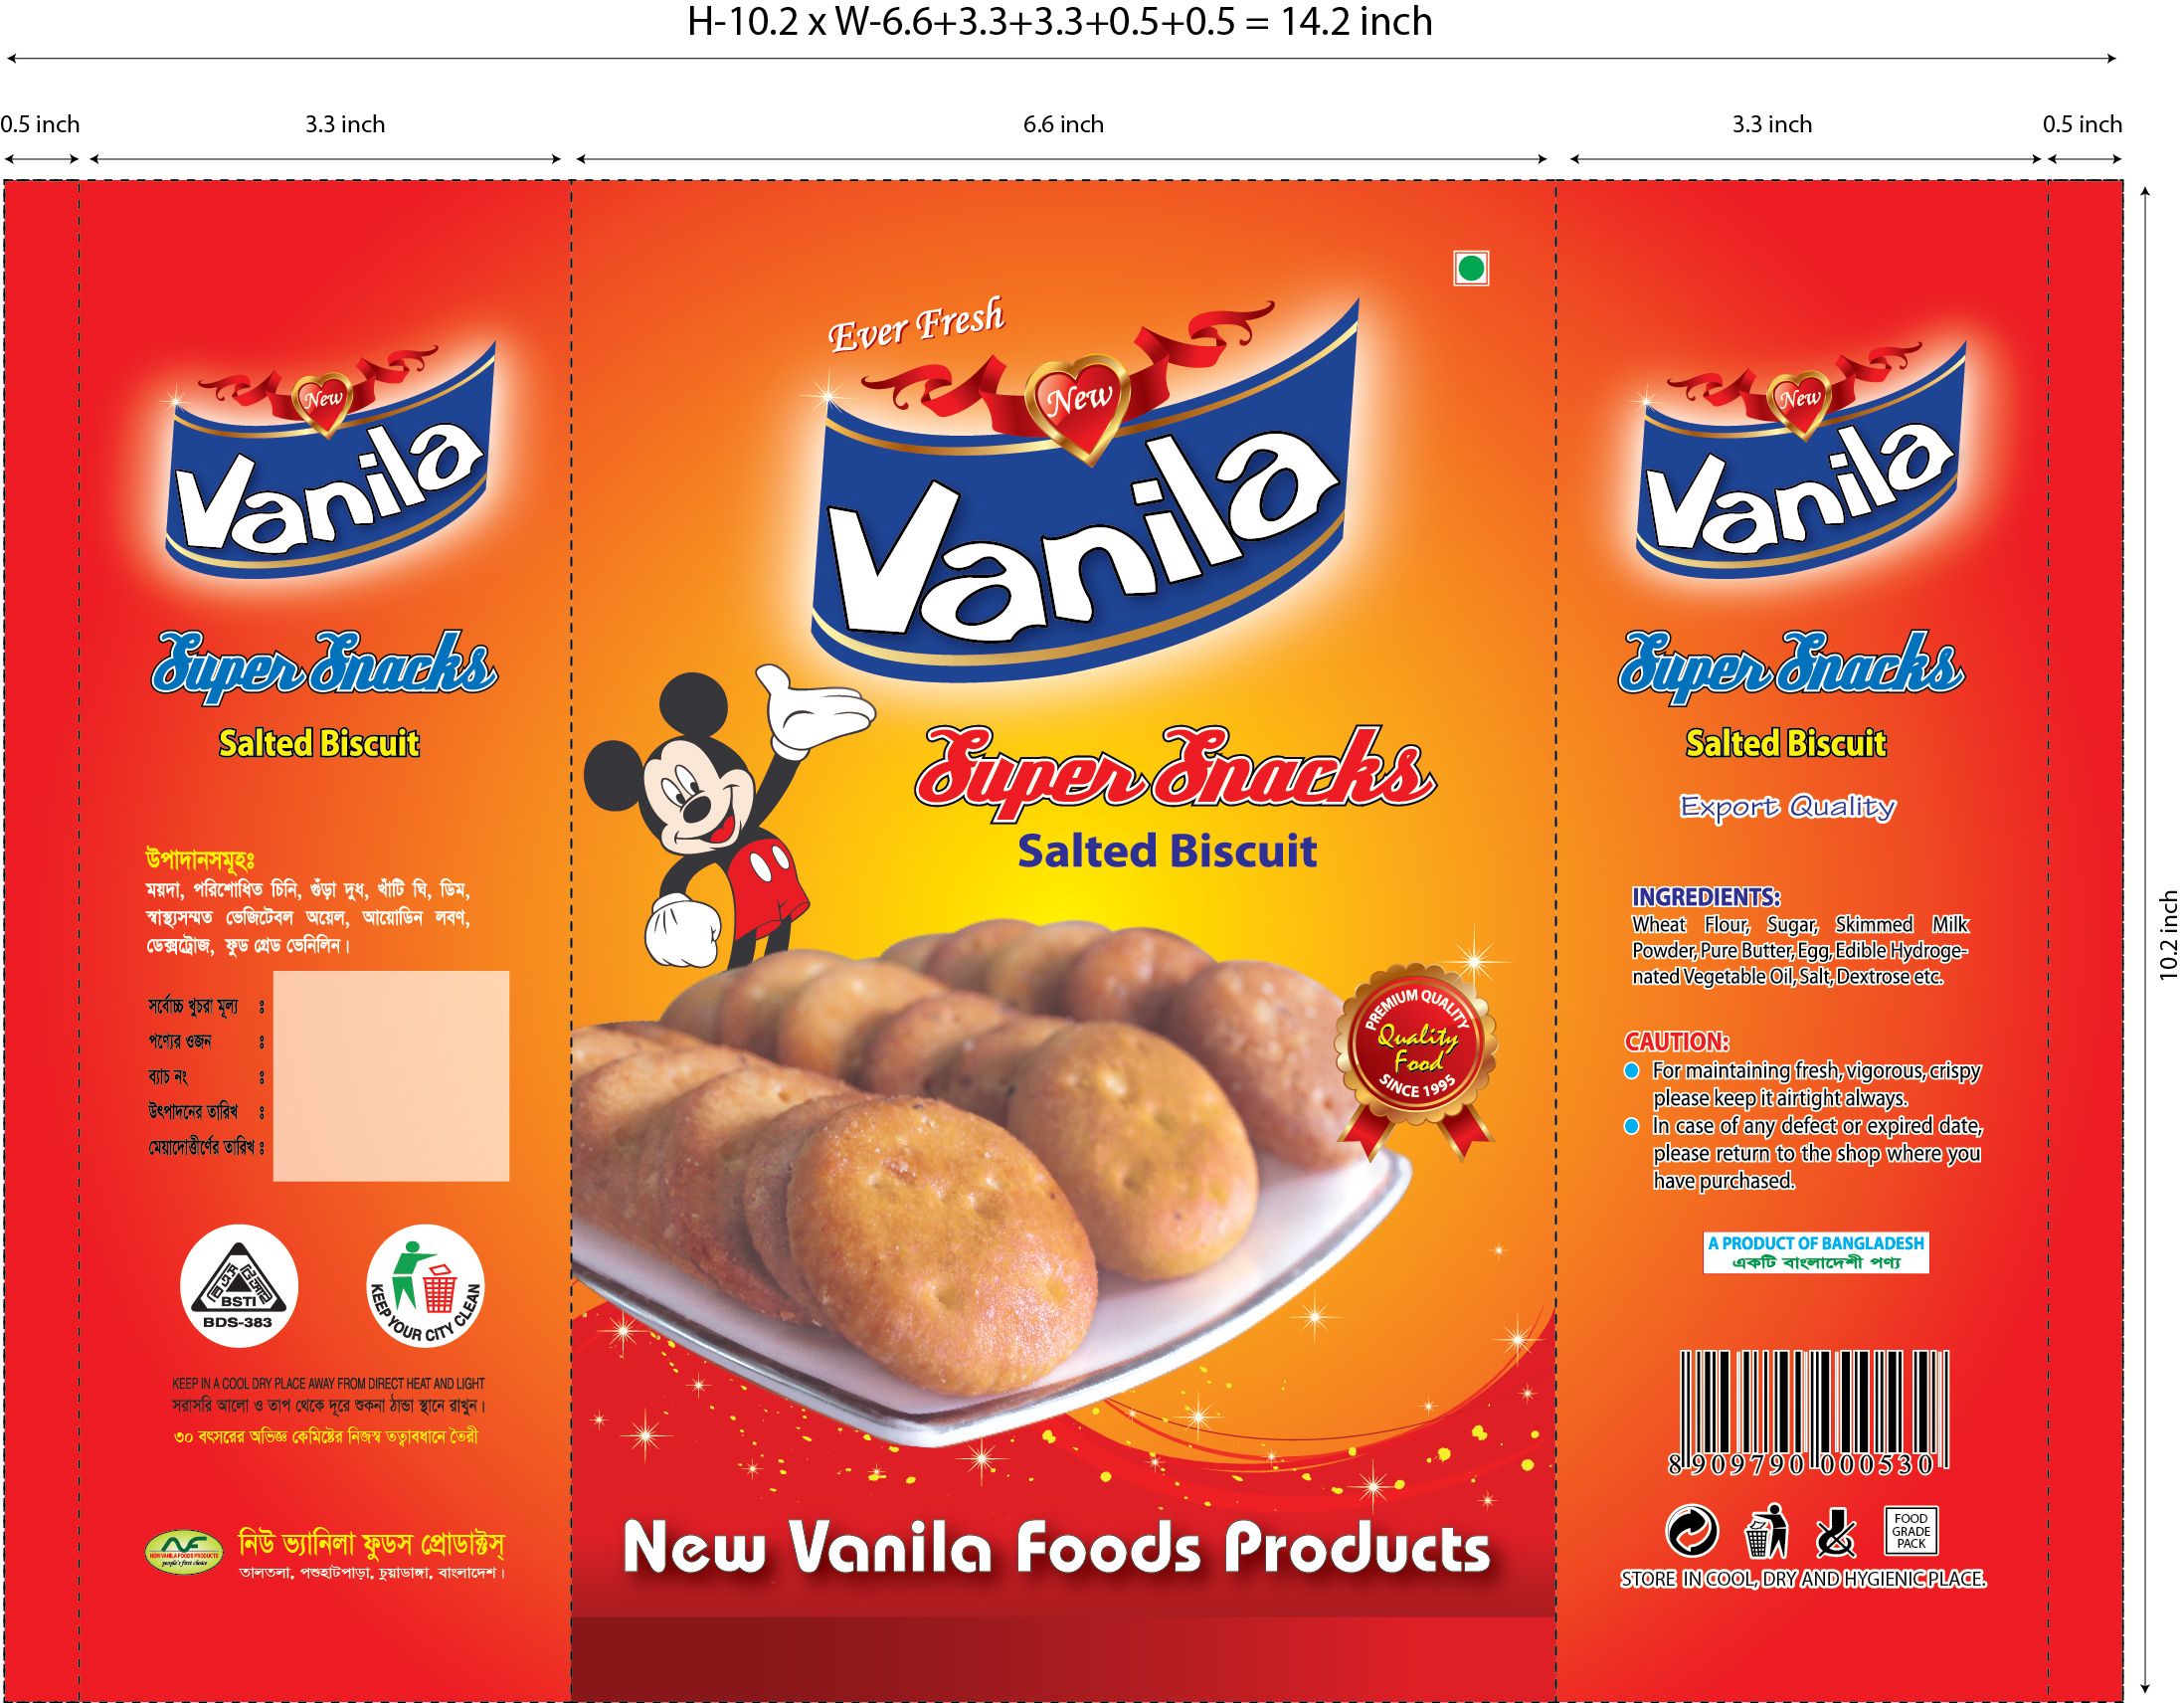 H-10.2 x W-6.6+3.3+3.3+0.5+0.5 = 14.2 inch
0.5 inch
3.3 inch
6.6 inch
3.3 inch
0.5 inch
10.2 inch
New
Vanila
Super Snacks
Salted Biscuit
উপাদানসমূহঃ
ময়দা, পরিশোধিত চিনি, গুঁড়া দুধ, খাঁটি ঘি, ডিম,
স্বাস্থ্যসম্মত ভেজিটেবল অয়েল, আয়োডিন লবণ,
ডেক্সট্রোজ, ফুড গ্রেড ভেনিলিন।
সর্বোচ্চ খুচরা মূল্য ঃ
পণ্যের ওজন ঃ
ব্যাচ নং ঃ
উৎপাদনের তারিখ ঃ
মেয়াদোত্তীর্ণের তারিখ ঃ
BSTI
BDS-383
KEEP YOUR CITY CLEAN
KEEP IN A COOL DRY PLACE AWAY FROM DIRECT HEAT AND LIGHT
সরাসরি আলো ও তাপ থেকে দূরে শুকনা ঠান্ডা স্থানে রাখুন।
৩০ বৎসরের অভিজ্ঞ কেমিষ্টের নিজস্ব তত্বাবধানে তৈরী
NEW VANILA FOODS PRODUCTS
people's first choice
নিউ ভ্যানিলা ফুডস প্রোডাক্টস্
তালতলা, পশুহাটপাড়া, চুয়াডাঙ্গা, বাংলাদেশ।
Ever Fresh
New
Vanila
Super Snacks
Salted Biscuit
PREMIUM QUALITY
Quality
Food
SINCE 1995
New Vanila Foods Products
New
Vanila
Super Snacks
Salted Biscuit
Export Quality
INGREDIENTS:
Wheat Flour, Sugar, Skimmed Milk
Powder, Pure Butter, Egg, Edible Hydroge-
nated Vegetable Oil, Salt, Dextrose etc.
CAUTION:
For maintaining fresh, vigorous, crispy
please keep it airtight always.
In case of any defect or expired date,
please return to the shop where you
have purchased.
A PRODUCT OF BANGLADESH
একটি বাংলাদেশী পণ্য
8 909790 000530
FOOD
GRADE
PACK
STORE IN COOL, DRY AND HYGIENIC PLACE.